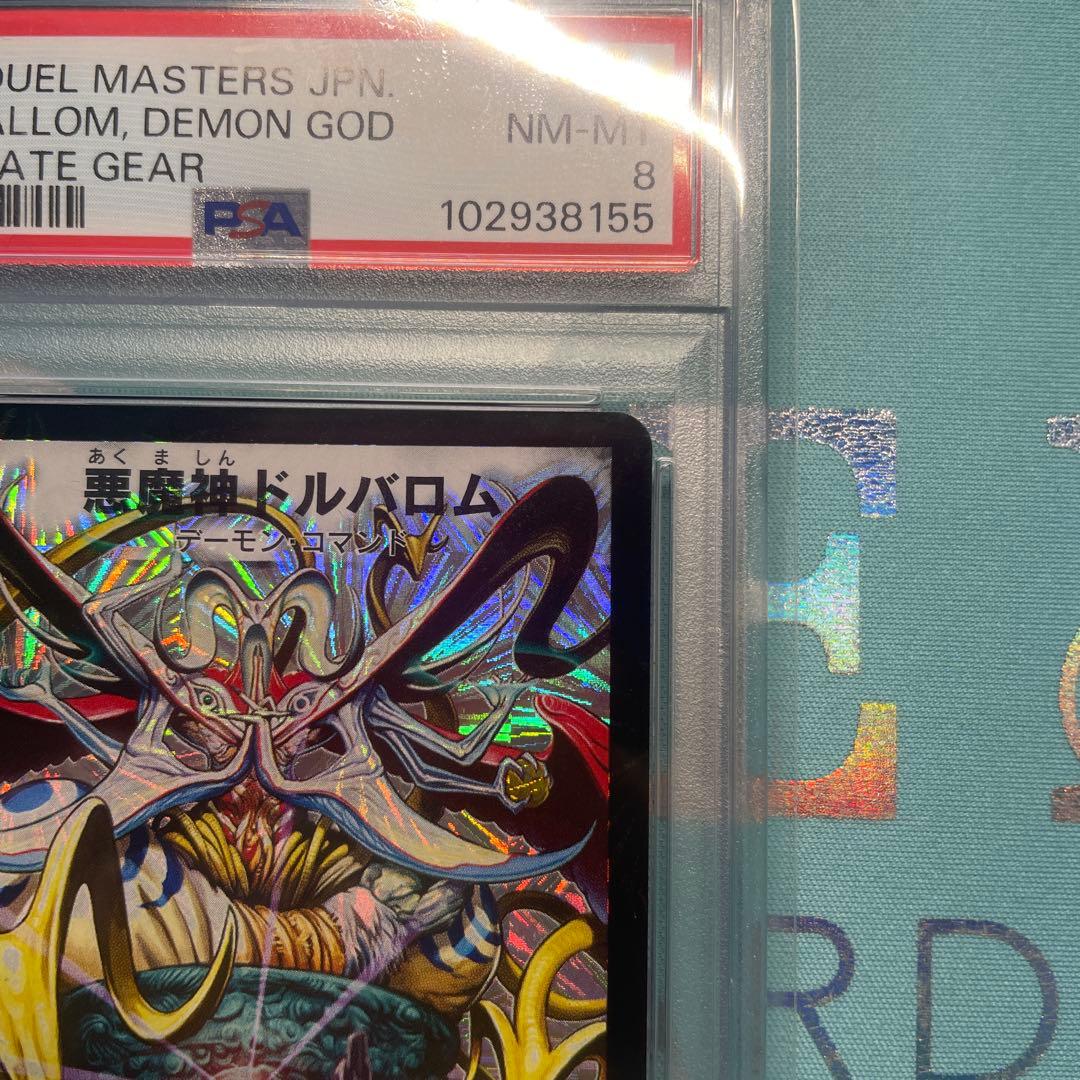 DUEL MASTERS JPN.
ALLOM, DEMON GOD
NM-MT
ATE GEAR
8
PSA
102938155
あくましん
悪魔神ドルバロム
デーモン・コマンド
E
RD